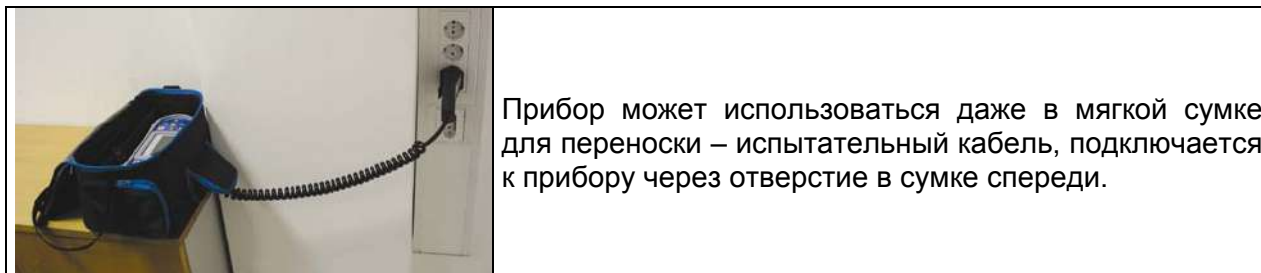 Прибор может использоваться даже в мягкой сумке
для переноски – испытательный кабель, подключается
к прибору через отверстие в сумке спереди.